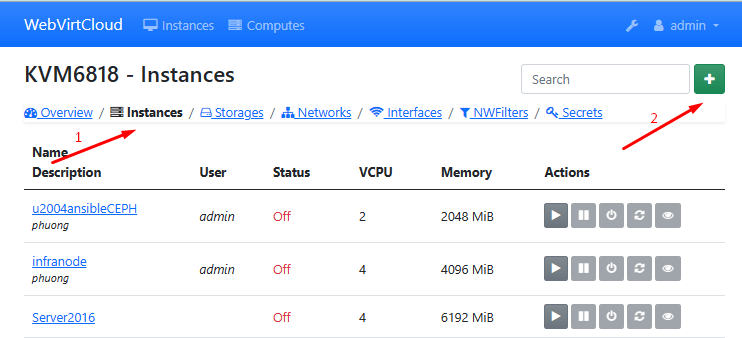 WebVirtCloud Instances Computes admin
KVM6818 - Instances
Search
Overview / Instances / Storages / Networks / Interfaces / NWFilters / Secrets
1
2
Name
Description User Status VCPU Memory Actions
u2004ansibleCEPH
phuong admin Off 2 2048 MiB
infranode
phuong admin Off 4 4096 MiB
Server2016 Off 4 6192 MiB